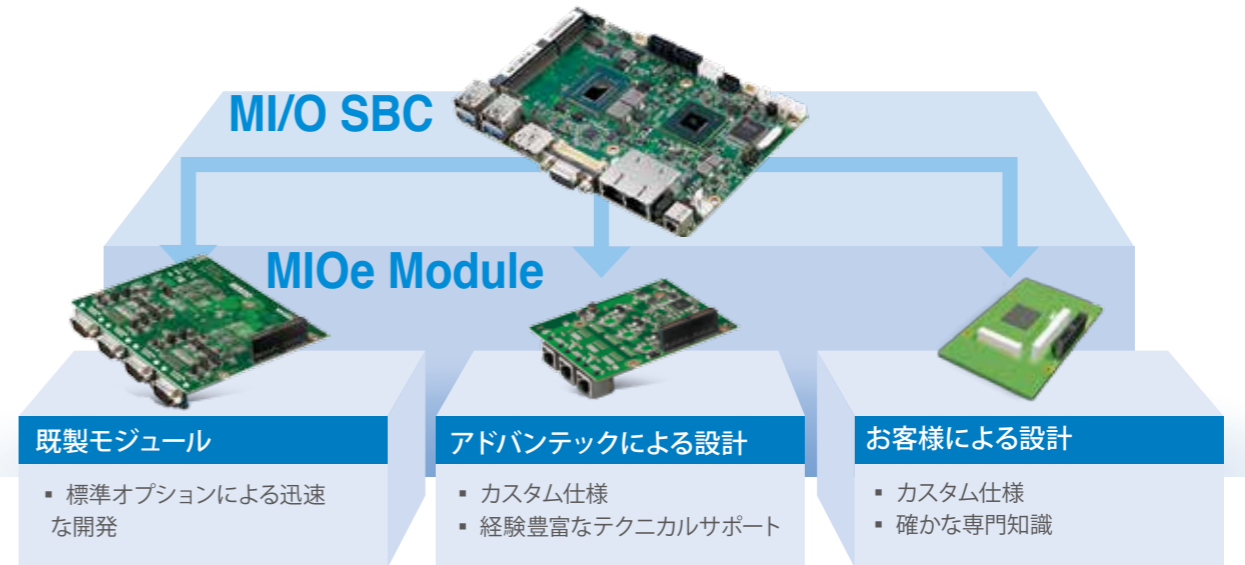 MI/O SBC
MIOe Module
既製モジュール
▪ 標準オプションによる迅速
な開発
アドバンテックによる設計
▪ カスタム仕様
▪ 経験豊富なテクニカルサポート
お客様による設計
▪ カスタム仕様
▪ 確かな専門知識